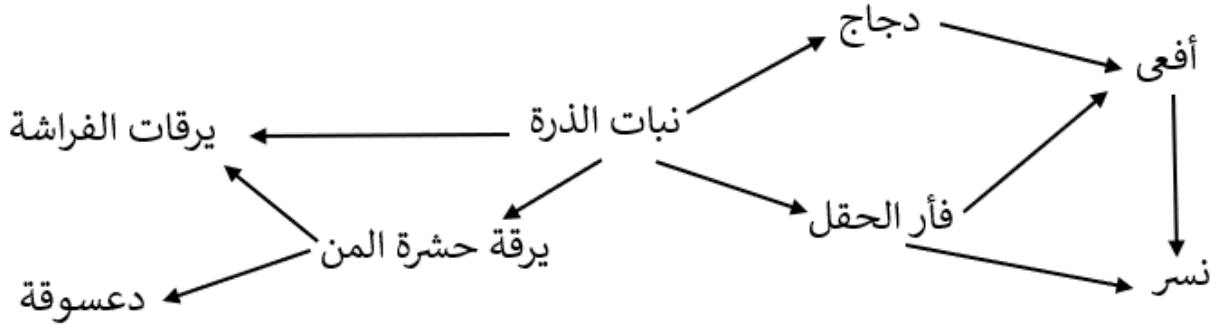 دجاج
أفعى
نبات الذرة
يرقات الفراشة
فأر الحقل
يرقة حشرة المن
نسر
دعسوقة